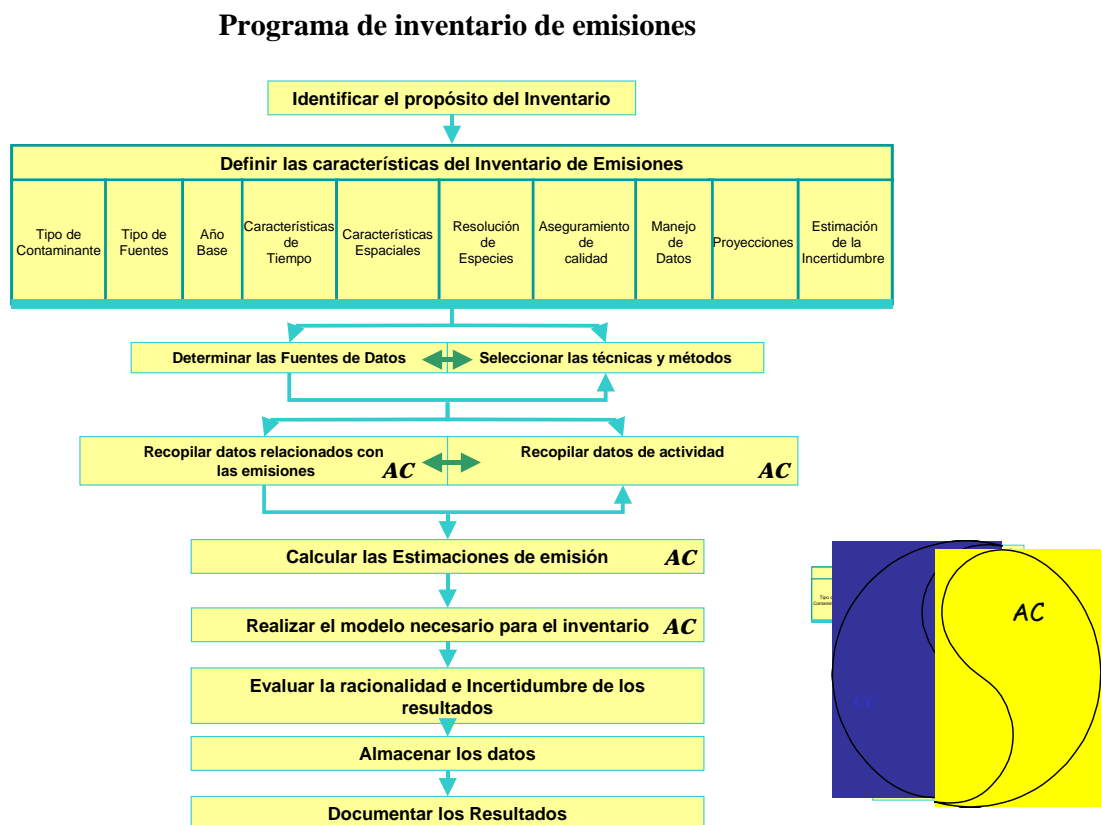 Programa de inventario de emisiones
Identificar el propósito del Inventario
Definir las características del Inventario de Emisiones
Tipo de
Contaminante
Tipo de
Fuentes
Año
Base
Características
de
Tiempo
Características
Espaciales
Resolución
de
Especies
Aseguramiento
de
calidad
Manejo
de
Datos
Proyecciones
Estimación
de la
Incertidumbre
Determinar las Fuentes de Datos
Seleccionar las técnicas y métodos
Recopilar datos relacionados con
las emisiones AC
Recopilar datos de actividad
AC
Calcular las Estimaciones de emisión AC
Realizar el modelo necesario para el inventario AC
Evaluar la racionalidad e Incertidumbre de los
resultados
Almacenar los datos
Documentar los Resultados
AC
CC